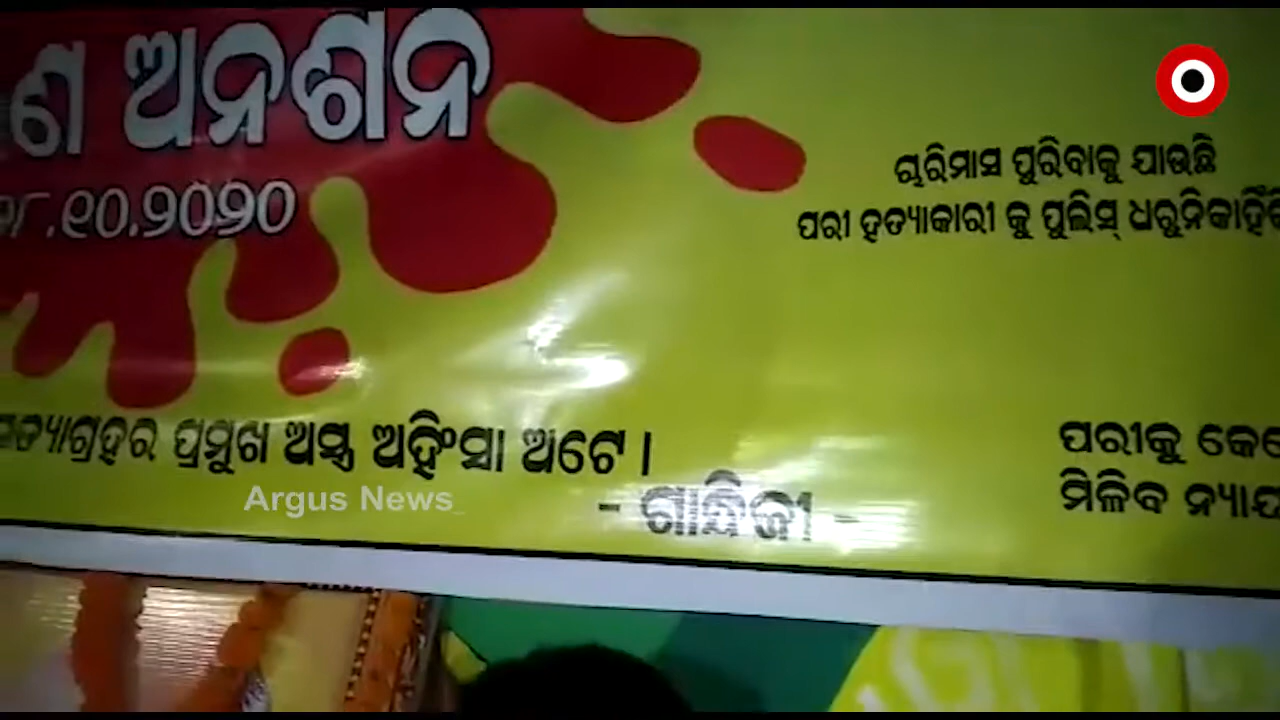 ଅନଶନ
.୧୦.୨୦୨୦
ଚାରିମାସ ପୁରିବାକୁ ଯାଉଛି
ପରୀ ହତ୍ୟାକାରୀ କୁ ପୁଲିସ୍ ଧରୁନିକାହିଁକି
ସତ୍ୟାଗ୍ରହର ପ୍ରମୁଖ ଅସ୍ତ୍ର ଅହିଂସା ଅଟେ ।
- ଗାନ୍ଧିଜୀ -
ପରୀକୁ
ମିଳିବ ନ୍ୟାୟ
Argus News